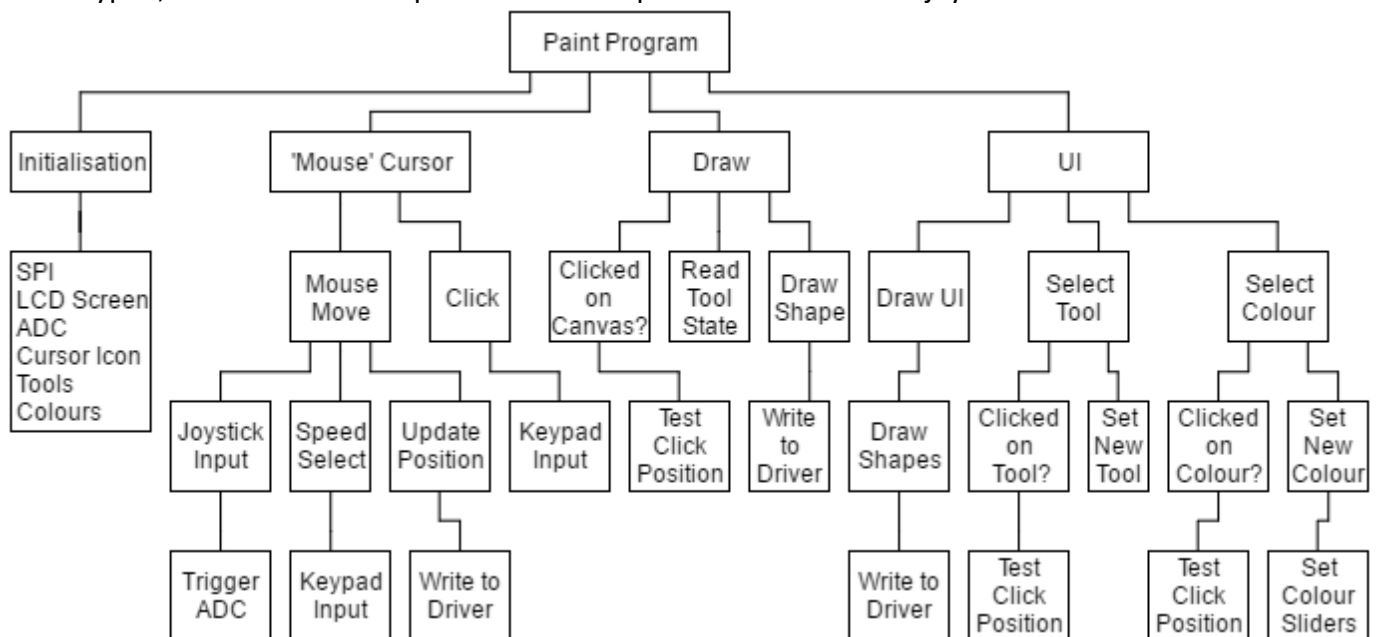 Paint Program
Initialisation
'Mouse' Cursor
Draw
UI
SPI
LCD Screen
ADC
Cursor Icon
Tools
Colours
Mouse
Move
Click
Clicked
on
Canvas?
Read
Tool
State
Draw
Shape
Draw UI
Select
Tool
Select
Colour
Joystick
Input
Speed
Select
Update
Position
Keypad
Input
Test
Click
Position
Write
to
Driver
Draw
Shapes
Clicked
on
Tool?
Set
New
Tool
Clicked
on
Colour?
Set
New
Colour
Trigger
ADC
Keypad
Input
Write to
Driver
Write to
Driver
Test
Click
Position
Test
Click
Position
Set
Colour
Sliders